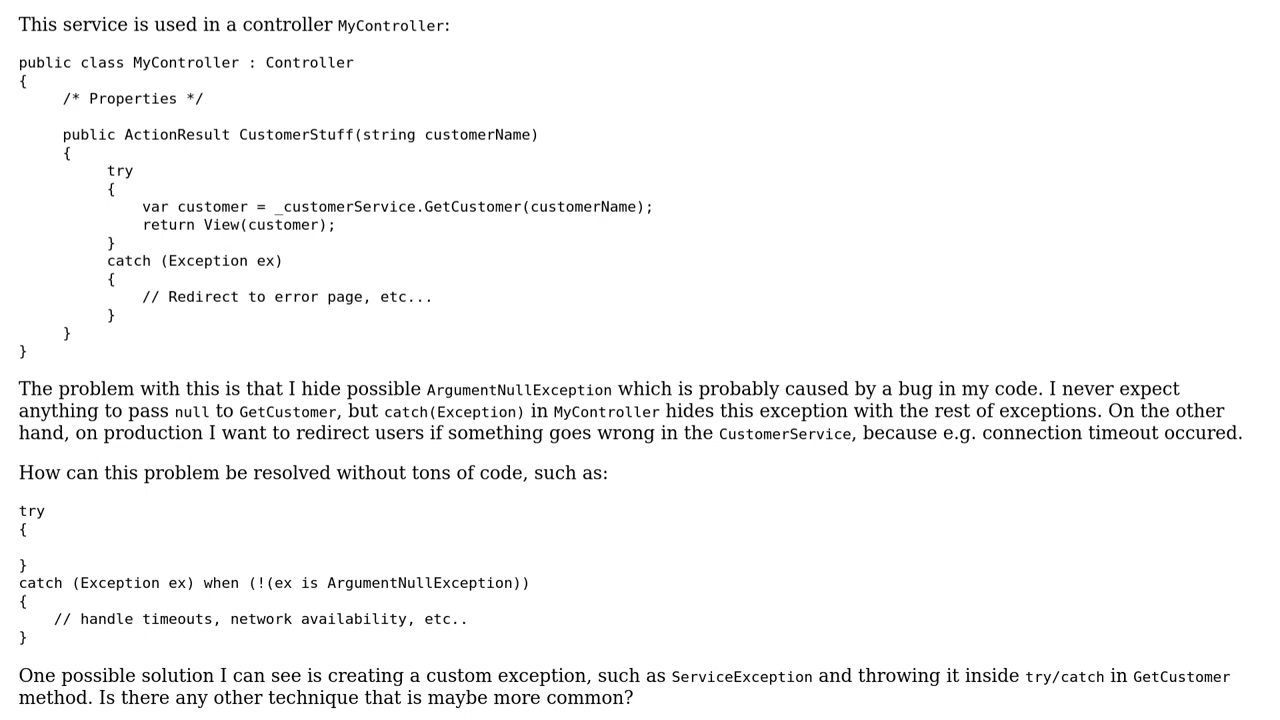 This service is used in a controller MyController:
public class MyController : Controller
{
     /* Properties */
     public ActionResult CustomerStuff(string customerName)
     {
          try
          {
              var customer = _customerService.GetCustomer(customerName);
              return View(customer);
          }
          catch (Exception ex)
          {
              // Redirect to error page, etc...
          }
     }
}
The problem with this is that I hide possible ArgumentNullException which is probably caused by a bug in my code. I never expect
anything to pass null to GetCustomer, but catch(Exception) in MyController hides this exception with the rest of exceptions. On the other
hand, on production I want to redirect users if something goes wrong in the CustomerService, because e.g. connection timeout occured.
How can this problem be resolved without tons of code, such as:
try
{
}
catch (Exception ex) when (!(ex is ArgumentNullException))
{
    // handle timeouts, network availability, etc..
}
One possible solution I can see is creating a custom exception, such as ServiceException and throwing it inside try/catch in GetCustomer
method. Is there any other technique that is maybe more common?